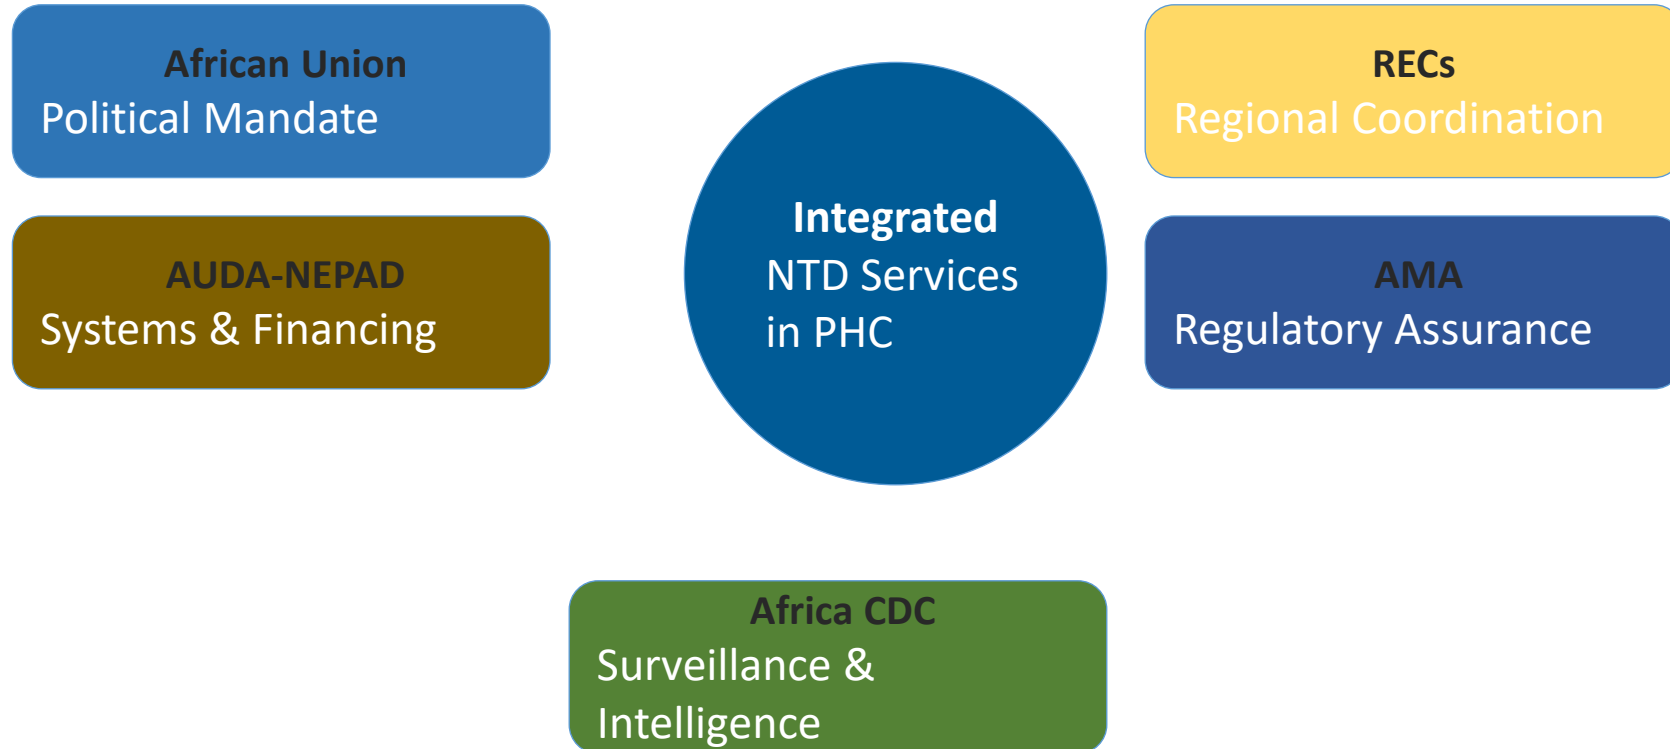 African Union
Political Mandate
AUDA-NEPAD
Systems & Financing
Integrated
NTD Services
in PHC
RECs
Regional Coordination
AMA
Regulatory Assurance
Africa CDC
Surveillance &
Intelligence